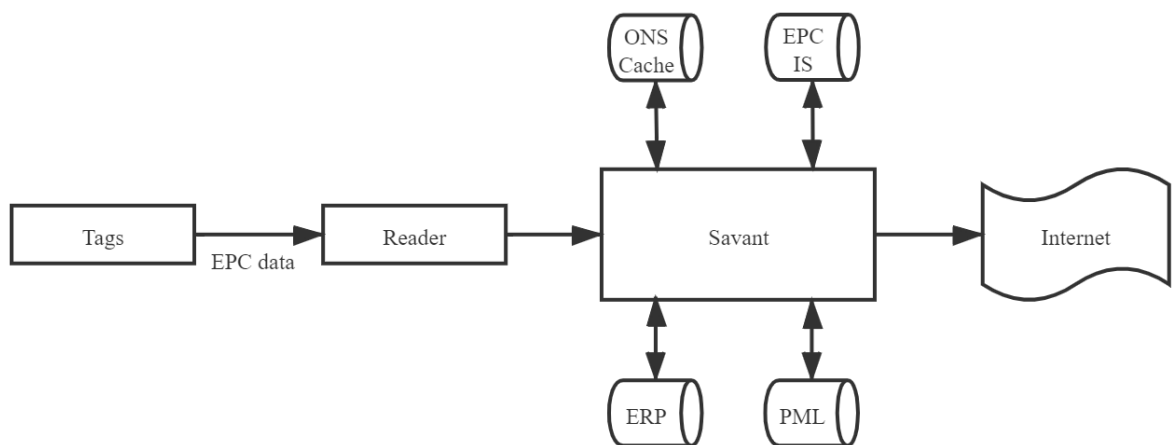 ONS
Cache
EPC
IS
Tags
EPC data
Reader
Savant
Internet
ERP
PML